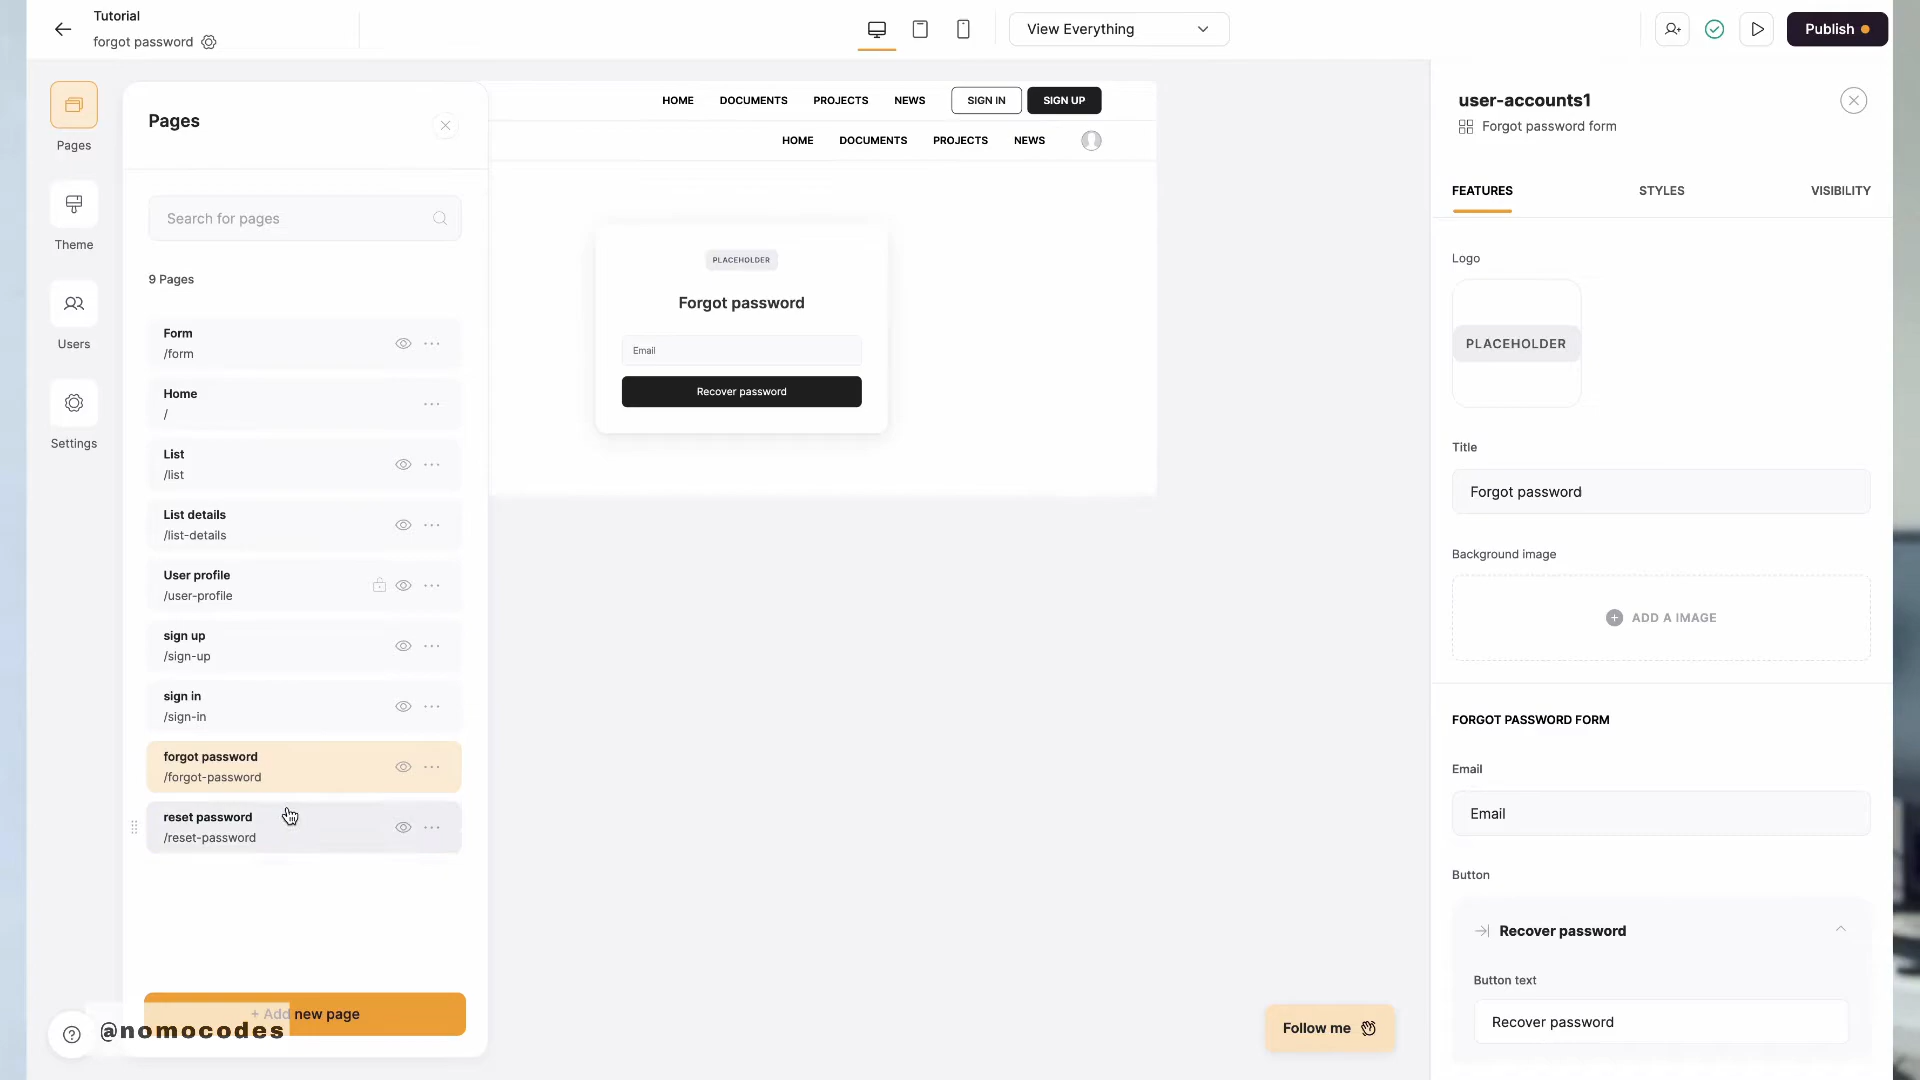 Tutorial
forgot password
View Everything
Publish
Pages
Theme
Users
Settings
Pages
Search for pages
9 Pages
Form
/form
Home
/
List
/list
List details
/list-details
User profile
/user-profile
sign up
/sign-up
sign in
/sign-in
forgot password
/forgot-password
reset password
/reset-password
+ Add new page
@nomocodes
HOME DOCUMENTS PROJECTS NEWS SIGN IN SIGN UP
HOME DOCUMENTS PROJECTS NEWS
PLACEHOLDER
Forgot password
Email
Recover password
Follow me
user-accounts1
Forgot password form
FEATURES STYLES VISIBILITY
Logo
PLACEHOLDER
Title
Forgot password
Background image
ADD A IMAGE
FORGOT PASSWORD FORM
Email
Email
Button
Recover password
Button text
Recover password